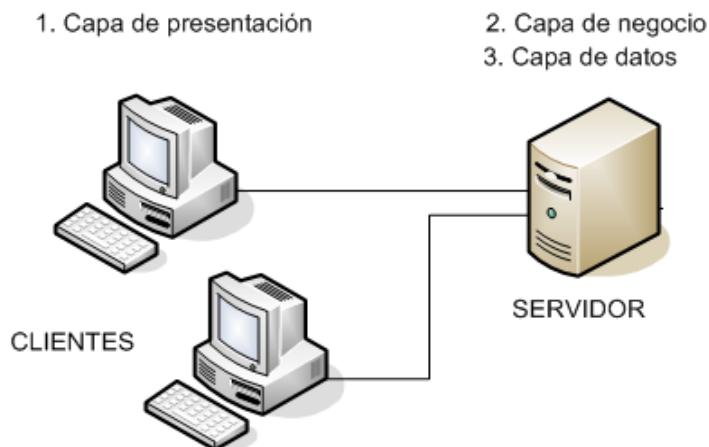 1. Capa de presentación
2. Capa de negocio
3. Capa de datos
SERVIDOR
CLIENTES